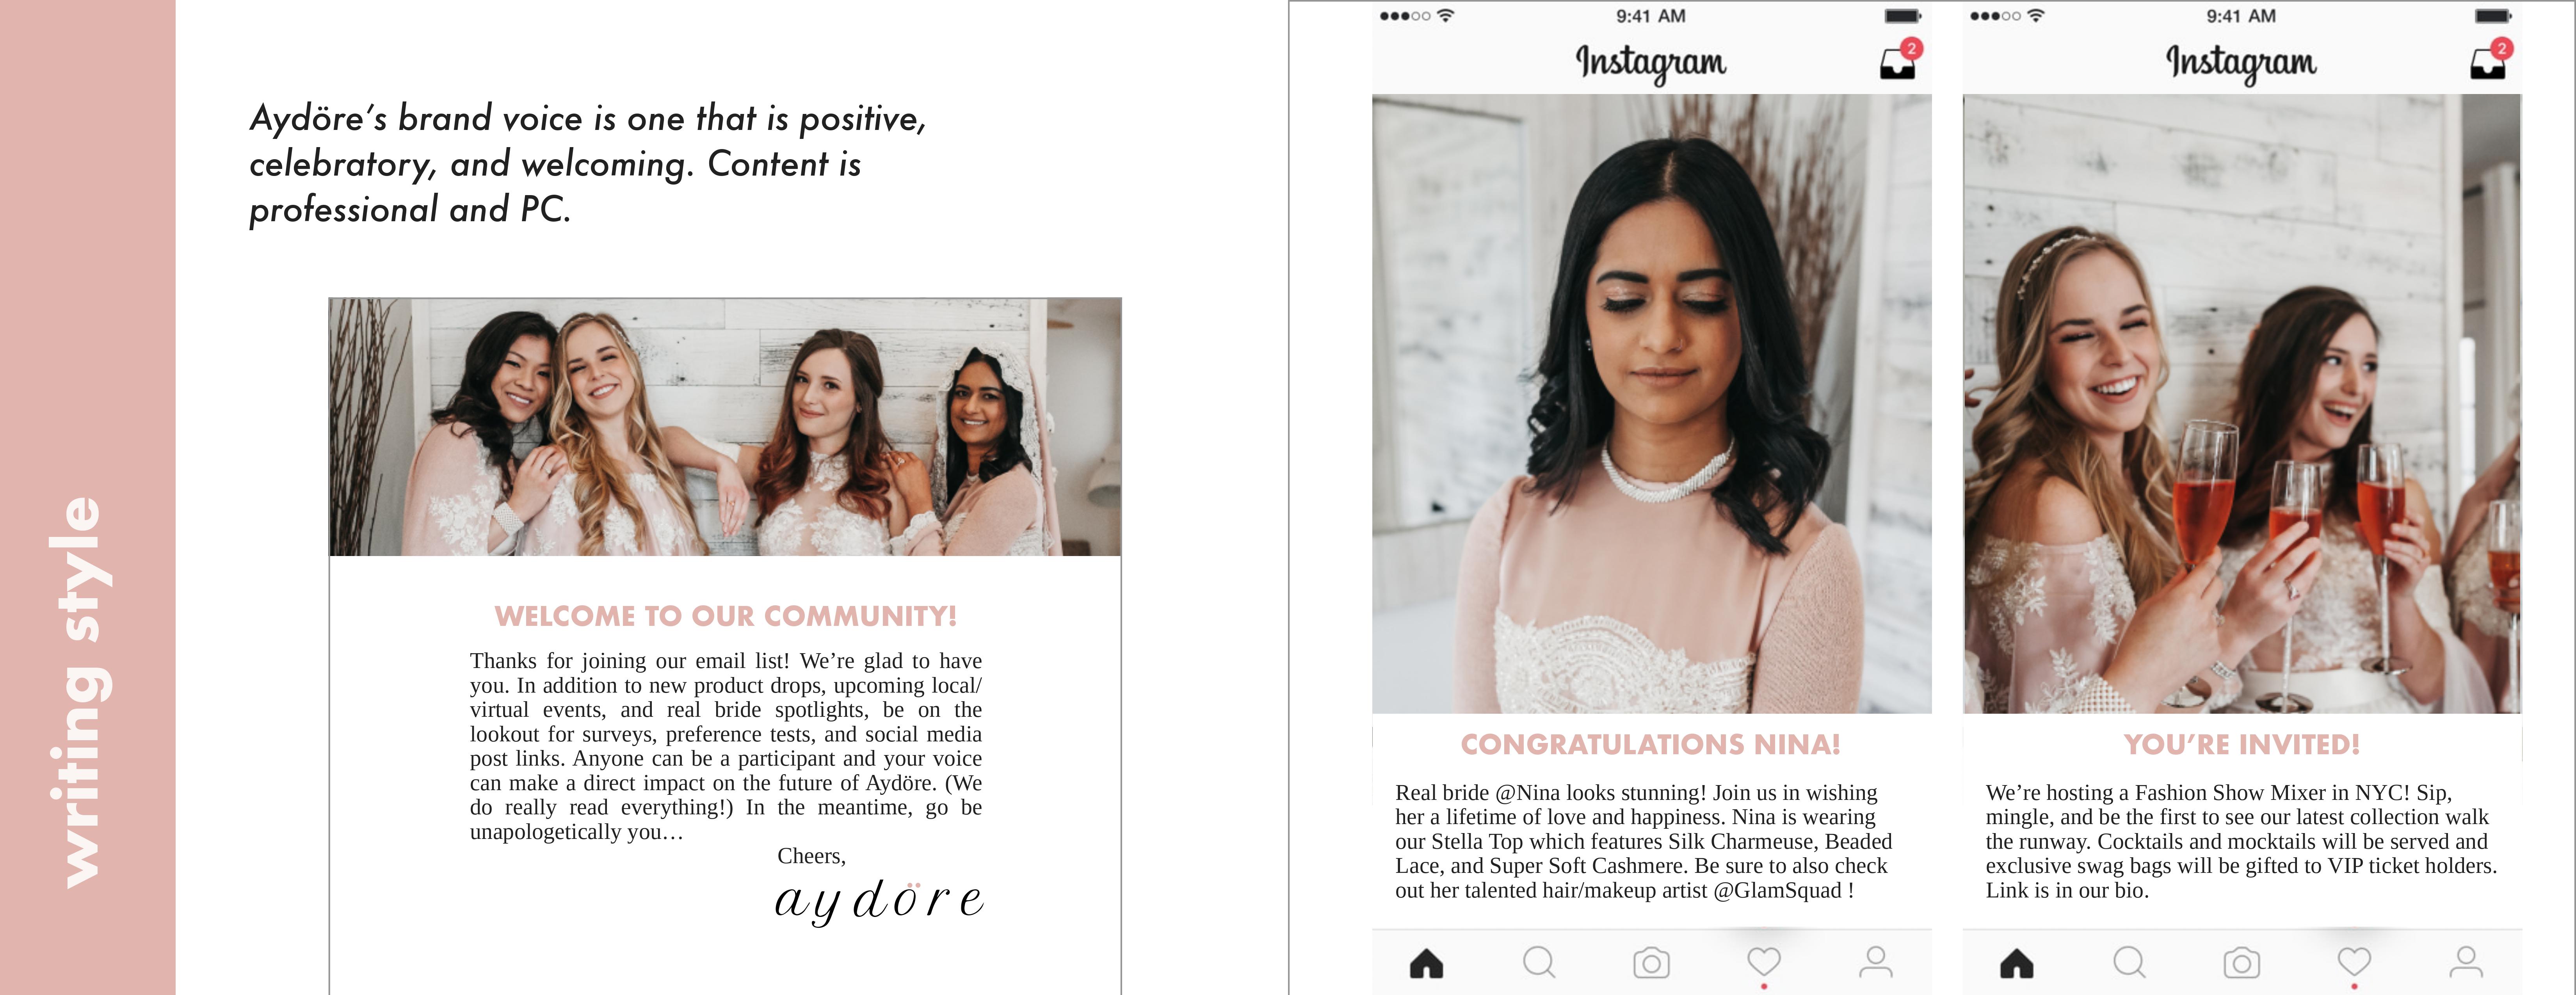 writing style
Aydöre’s brand voice is one that is positive,
celebratory, and welcoming. Content is
professional and PC.
WELCOME TO OUR COMMUNITY!
Thanks for joining our email list! We’re glad to have
you. In addition to new product drops, upcoming local/
virtual events, and real bride spotlights, be on the
lookout for surveys, preference tests, and social media
post links. Anyone can be a participant and your voice
can make a direct impact on the future of Aydöre. (We
do really read everything!) In the meantime, go be
unapologetically you…
Cheers,
aydöre
9:41 AM
Instagram
2
CONGRATULATIONS NINA!
Real bride @Nina looks stunning! Join us in wishing
her a lifetime of love and happiness. Nina is wearing
our Stella Top which features Silk Charmeuse, Beaded
Lace, and Super Soft Cashmere. Be sure to also check
out her talented hair/makeup artist @GlamSquad !
9:41 AM
Instagram
2
YOU’RE INVITED!
We’re hosting a Fashion Show Mixer in NYC! Sip,
mingle, and be the first to see our latest collection walk
the runway. Cocktails and mocktails will be served and
exclusive swag bags will be gifted to VIP ticket holders.
Link is in our bio.